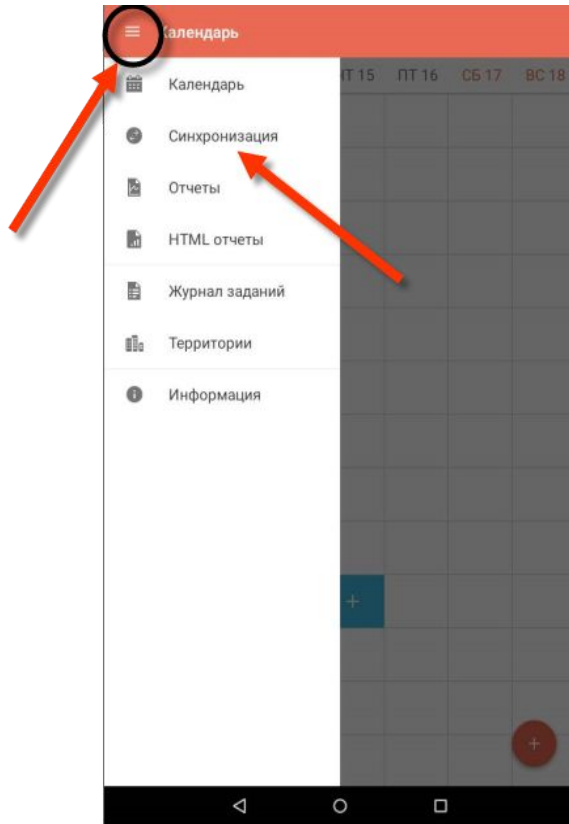 Календарь
ЧТ 15 ПТ 16 СБ 17 ВС 18
Календарь
Синхронизация
Отчеты
HTML отчеты
Журнал заданий
Территории
Информация